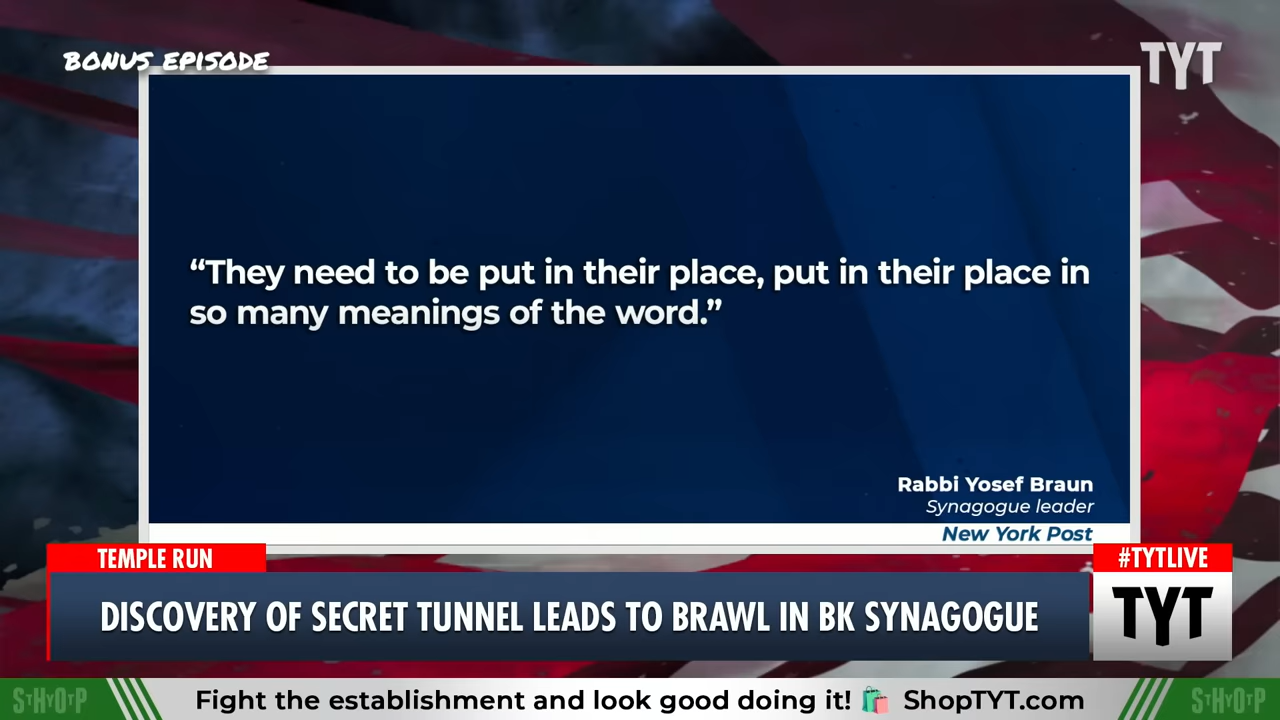 BONUS EPISODE
TYT
“They need to be put in their place, put in their place in
so many meanings of the word.”
Rabbi Yosef Braun
Synagogue leader
New York Post
TEMPLE RUN
#TYTLIVE
DISCOVERY OF SECRET TUNNEL LEADS TO BRAWL IN BK SYNAGOGUE
TYT
STHYOTP
Fight the establishment and look good doing it! 🛍️ ShopTYT.com
STHYOTP